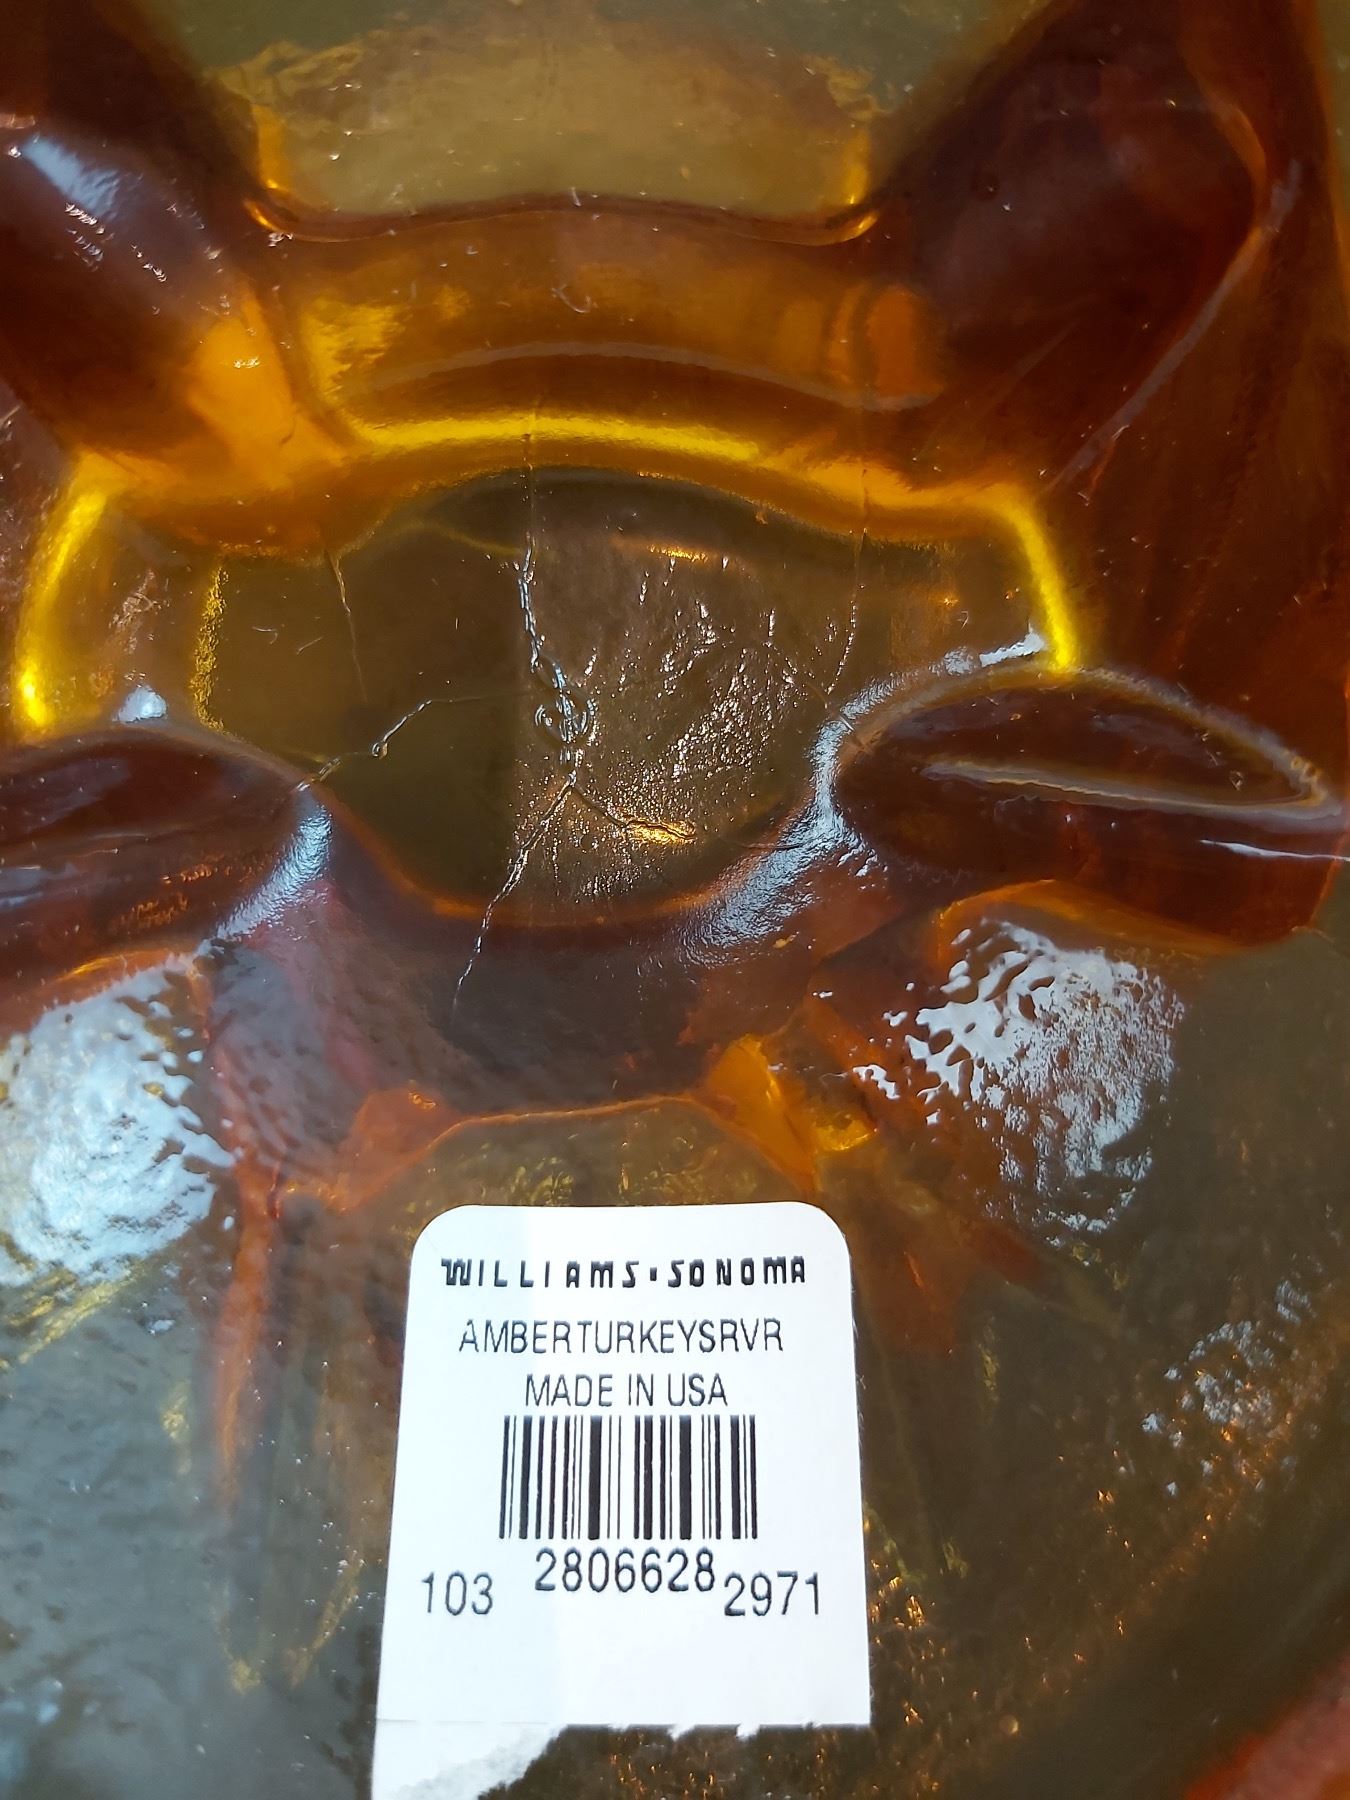 WILLIAMS·SONOMA
AMBERTURKEYSRVR
MADE IN USA
103 2806628 2971